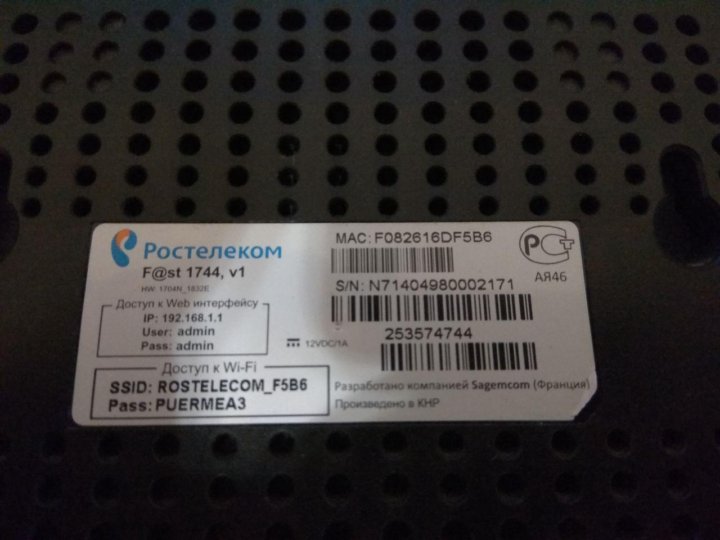 Ростелеком
F@st 1744, v1
HW: 1704N_1832E
Доступ к Web интерфейсу
IP: 192.168.1.1
User: admin
Pass: admin
12VDC/1A
Доступ к Wi-Fi
SSID: ROSTELECOM_F5B6
Pass: PUERMEA3
MAC: F082616DF5B6
S/N: N71404980002171
253574744
Разработано компанией Sagemcom (Франция)
Произведено в КНР
РСТ
АЯ46